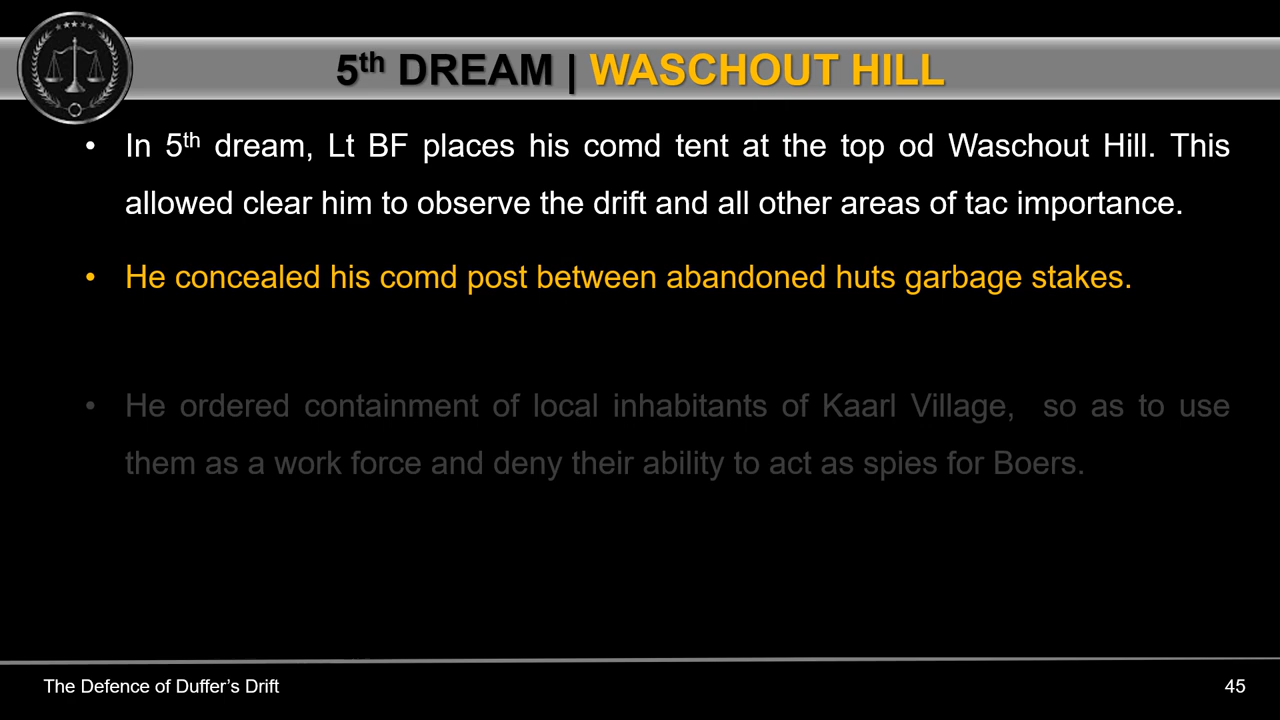 5th DREAM | WASCHOUT HILL
• In 5th dream, Lt BF places his comd tent at the top od Waschout Hill. This
allowed clear him to observe the drift and all other areas of tac importance.
• He concealed his comd post between abandoned huts garbage stakes.
• He ordered containment of local inhabitants of Kaarl Village, so as to use
them as a work force and deny their ability to act as spies for Boers.
The Defence of Duffer’s Drift
45